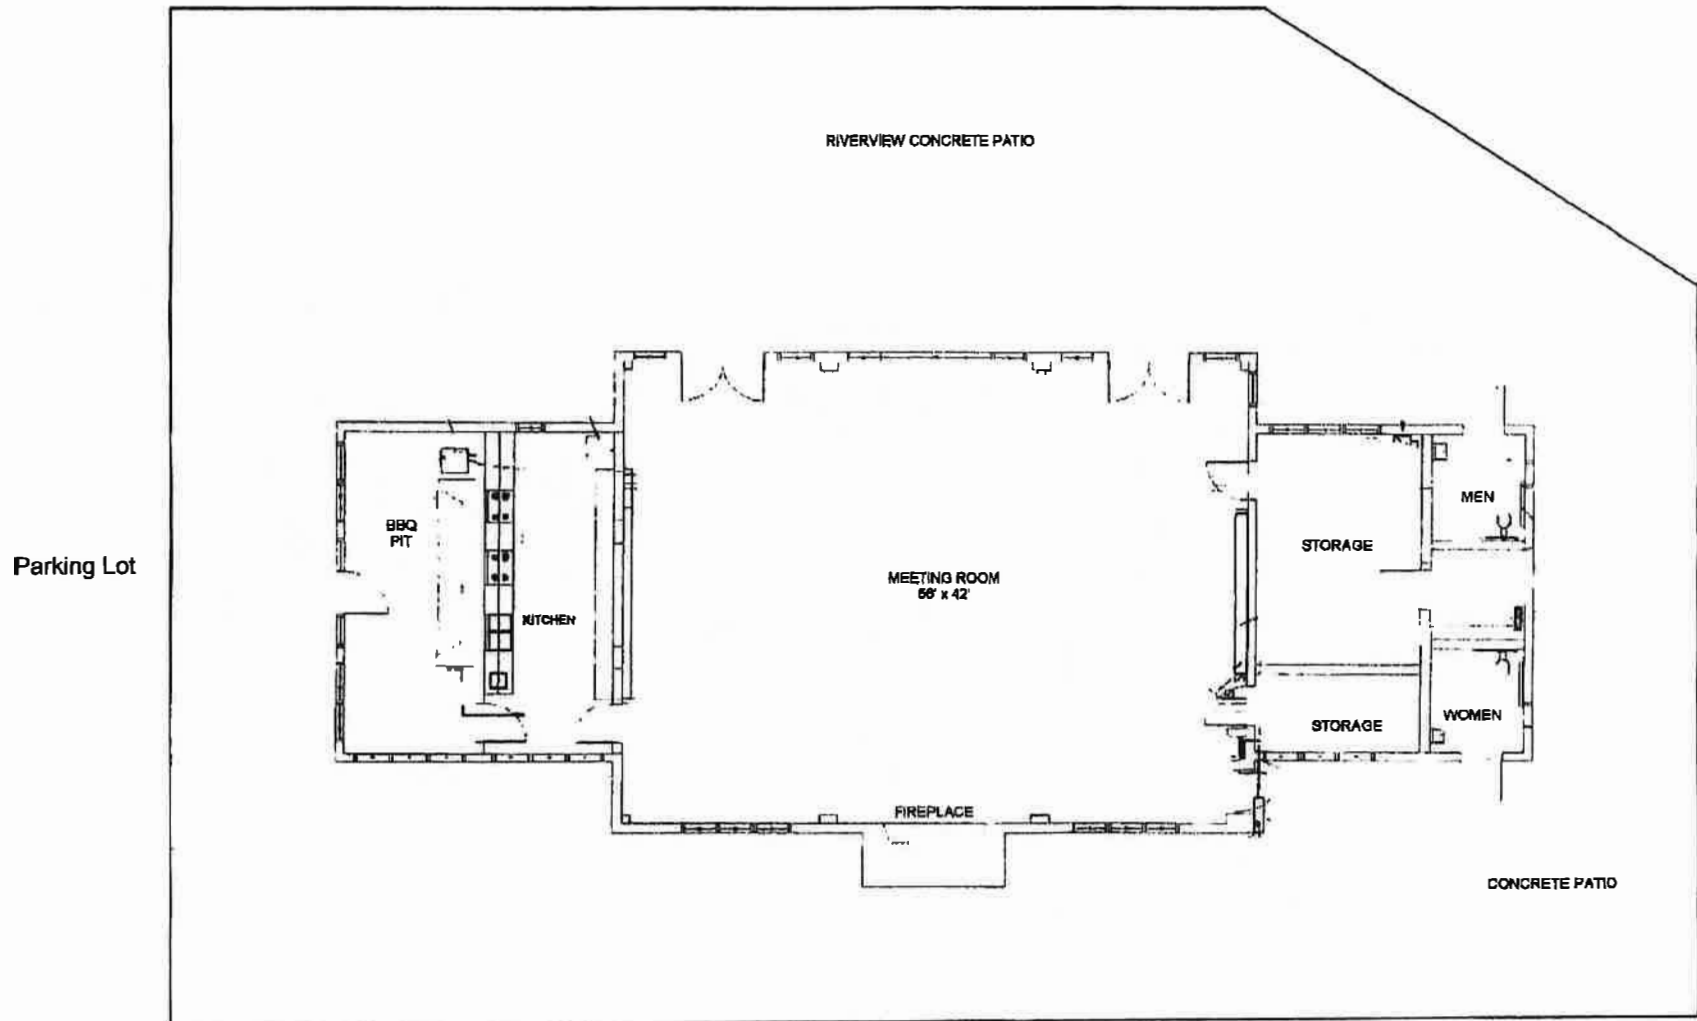 RIVERVIEW CONCRETE PATIO
BBQ
PIT
MEN
STORAGE
Parking Lot
MEETING ROOM
56' x 42'
KITCHEN
STORAGE
WOMEN
FIREPLACE
CONCRETE PATIO